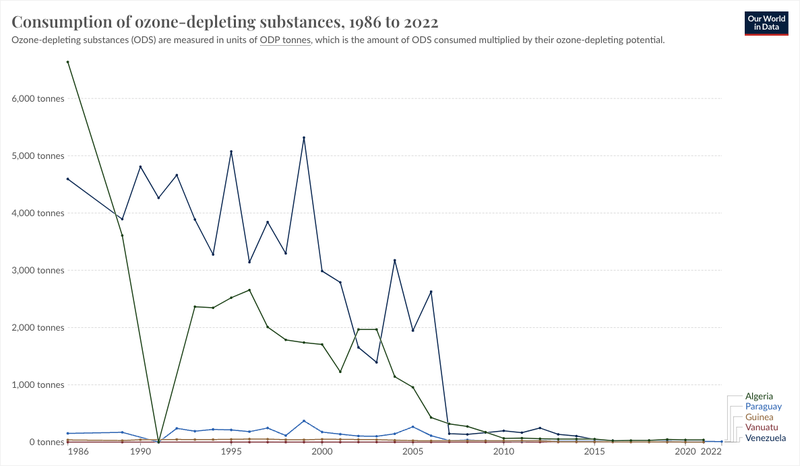 Consumption of ozone-depleting substances, 1986 to 2022
Our World
in Data
Ozone-depleting substances (ODS) are measured in units of ODP tonnes, which is the amount of ODS consumed multiplied by their ozone-depleting potential.
6,000 tonnes
5,000 tonnes
4,000 tonnes
3,000 tonnes
2,000 tonnes
1,000 tonnes
0 tonnes
Algeria
Paraguay
Guinea
Vanuatu
Venezuela
1986 1990 1995 2000 2005 2010 2015 2020 2022